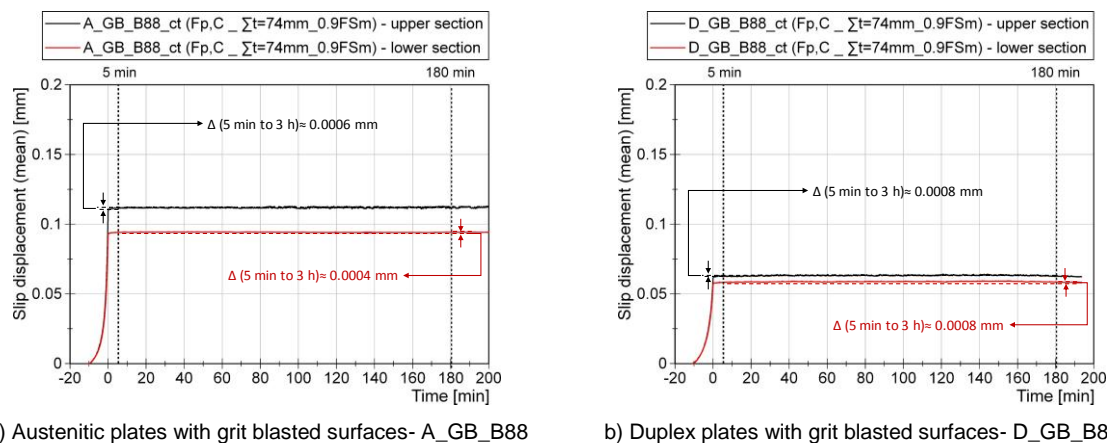 A_GB_B88_ct (Fp,C _ ∑t=74mm_0.9FSm) - upper section
A_GB_B88_ct (Fp,C _ ∑t=74mm_0.9FSm) - lower section
5 min
180 min
0.2
0.15
0.1
0.05
0
Slip displacement (mean) [mm]
Δ (5 min to 3 h)≈ 0.0006 mm
Δ (5 min to 3 h)≈ 0.0004 mm
-20 0 20 40 60 80 100 120 140 160 180 200
Time [min]
) Austenitic plates with grit blasted surfaces- A_GB_B88
D_GB_B88_ct (Fp,C _ ∑t=74mm_0.9FSm) - upper section
D_GB_B88_ct (Fp,C _ ∑t=74mm_0.9FSm) - lower section
5 min
180 min
0.2
0.15
0.1
0.05
0
Slip displacement (mean) [mm]
Δ (5 min to 3 h)≈ 0.0008 mm
Δ (5 min to 3 h)≈ 0.0008 mm
-20 0 20 40 60 80 100 120 140 160 180 200
Time [min]
b) Duplex plates with grit blasted surfaces- D_GB_B8